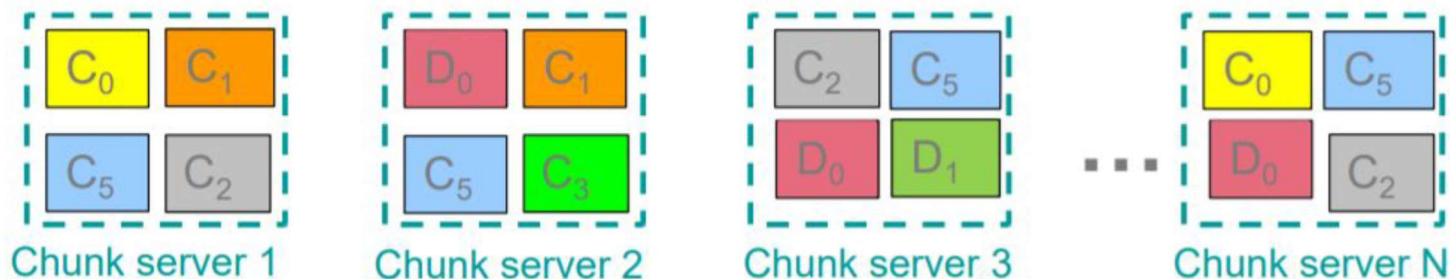 C₀ C₁ D₀ C₁ C₂ C₅ C₀ C₅
C₅ C₂ C₅ C₃ D₀ D₁ ... D₀ C₂
Chunk server 1 Chunk server 2 Chunk server 3 Chunk server N